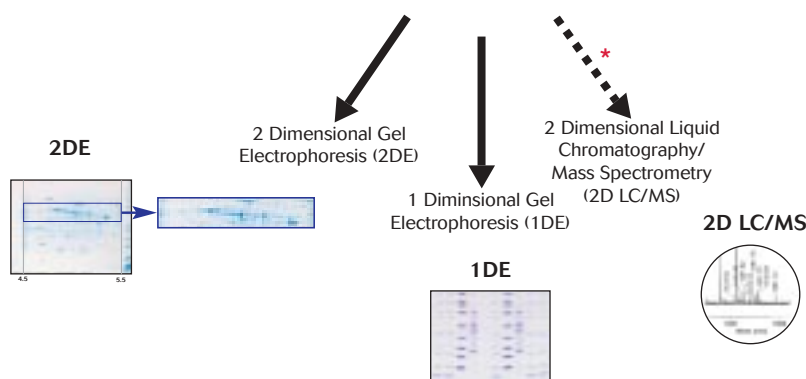 *
2 Dimensional Gel
Electrophoresis (2DE)
2 Dimensional Liquid
Chromatography/
Mass Spectrometry
(2D LC/MS)
2DE
1 Diminsional Gel
Electrophoresis (1DE)
2D LC/MS
4.5 5.5
1DE